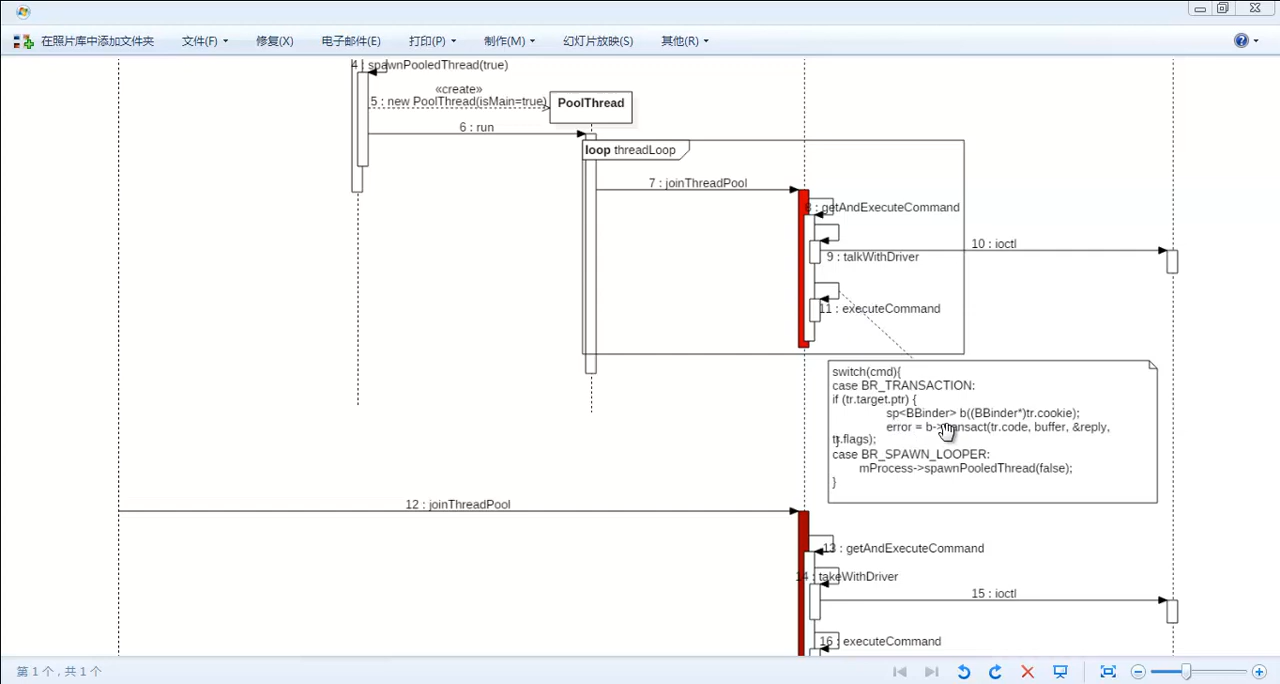 在照片库中添加文件夹 文件(F) 修复(X) 电子邮件(E) 打印(P) 制作(M) 幻灯片放映(S) 其他(R)
4 : spawnPooledThread(true)
«create»
5 : new PoolThread(isMain=true)
PoolThread
6 : run
loop threadLoop
7 : joinThreadPool
8 : getAndExecuteCommand
10 : ioctl
9 : talkWithDriver
11 : executeCommand
switch(cmd){
case BR_TRANSACTION:
if (tr.target.ptr) {
sp<BBinder> b((BBinder*)tr.cookie);
error = b->transact(tr.code, buffer, &reply,
tr.flags);
}
case BR_SPAWN_LOOPER:
mProcess->spawnPooledThread(false);
}
12 : joinThreadPool
13 : getAndExecuteCommand
14 : takeWithDriver
15 : ioctl
16 : executeCommand
第 1 个，共 1 个